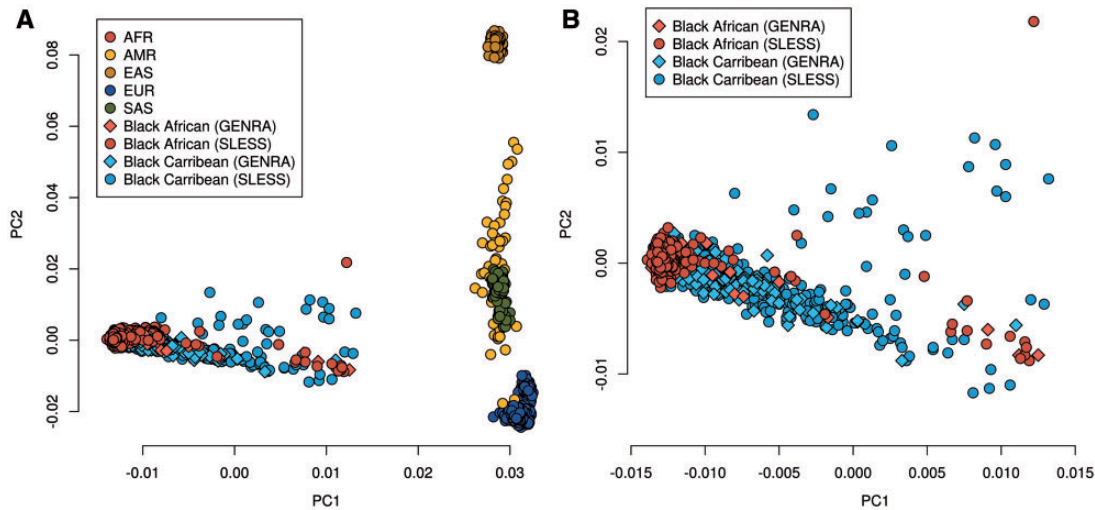 A
AFR
AMR
EAS
EUR
SAS
Black African (GENRA)
Black African (SLESS)
Black Carribean (GENRA)
Black Carribean (SLESS)
PC2
0.08
0.06
0.04
0.02
0.00
-0.02
-0.01
0.00
0.01
0.02
0.03
PC1
B
Black African (GENRA)
Black African (SLESS)
Black Carribean (GENRA)
Black Carribean (SLESS)
PC2
0.02
0.01
0.00
-0.01
-0.015
-0.010
-0.005
0.000
0.005
0.010
0.015
PC1